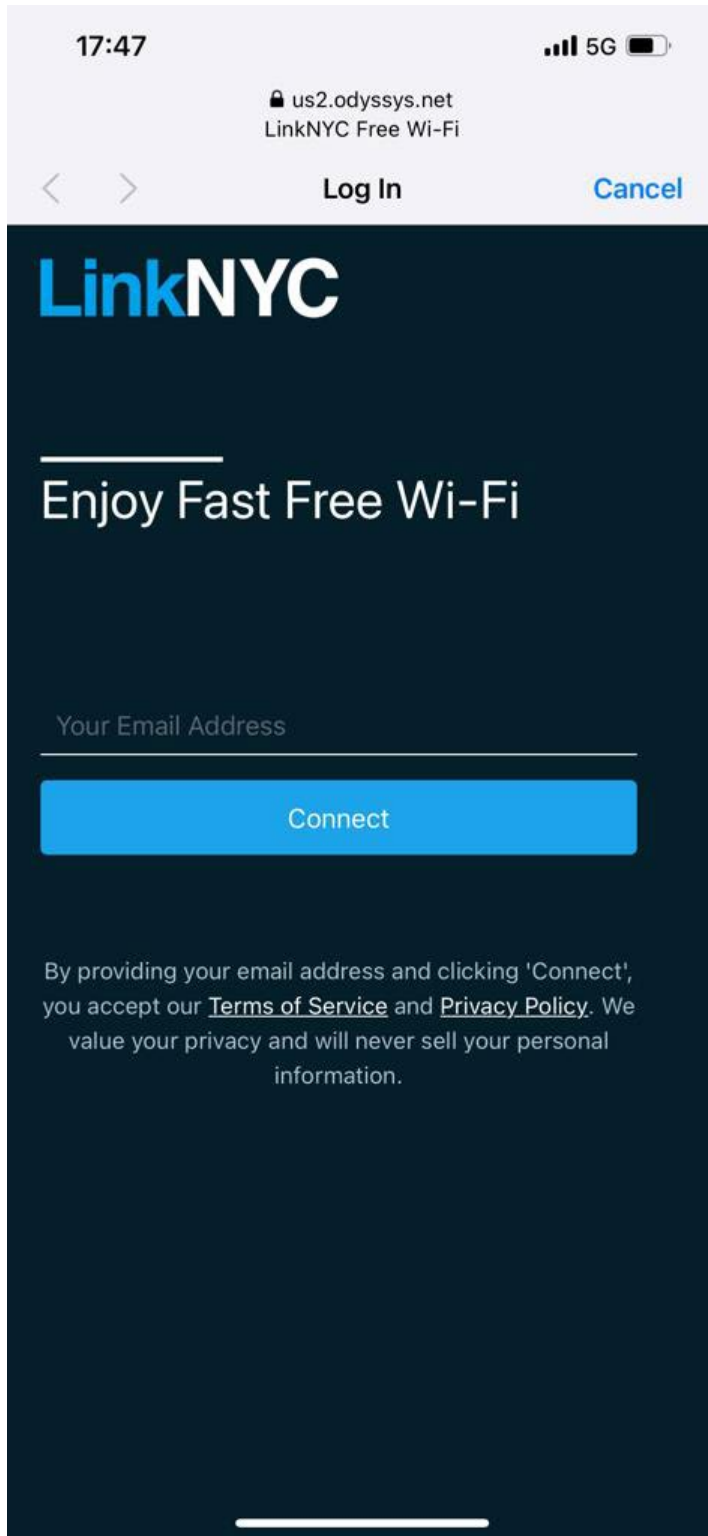 17:47
5G
us2.odyssys.net
LinkNYC Free Wi-Fi
Log In
Cancel
LinkNYC
Enjoy Fast Free Wi-Fi
Your Email Address
Connect
By providing your email address and clicking 'Connect',
you accept our Terms of Service and Privacy Policy. We
value your privacy and will never sell your personal
information.